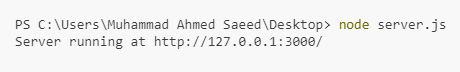 PS C:\Users\Muhammad Ahmed Saeed\Desktop> node server.js
Server running at http://127.0.0.1:3000/